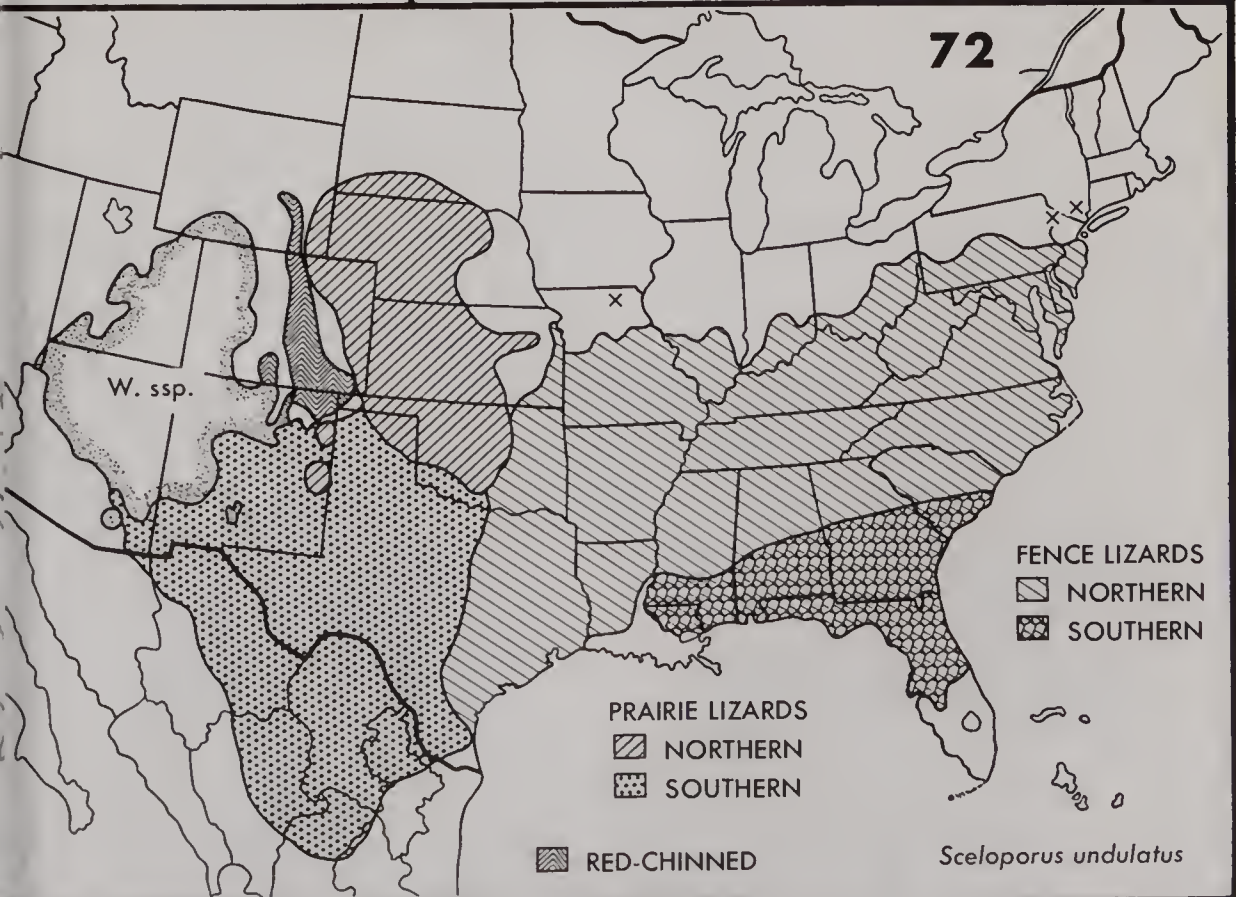 72
W. ssp.
FENCE LIZARDS
NORTHERN
SOUTHERN
PRAIRIE LIZARDS
NORTHERN
SOUTHERN
RED-CHINNED
Sceloporus undulatus